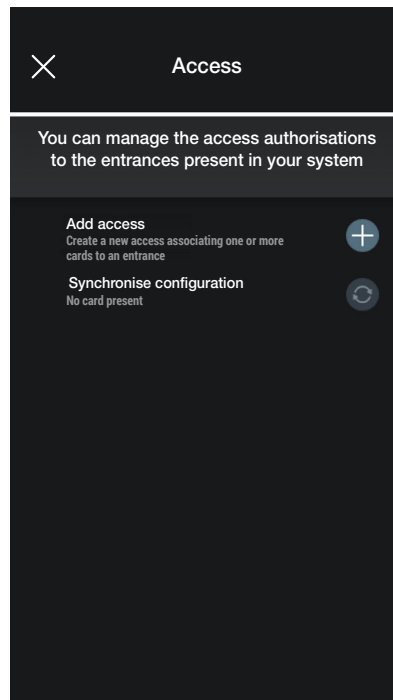 Access
You can manage the access authorisations
to the entrances present in your system
Add access
Create a new access associating one or more
cards to an entrance
Synchronise configuration
No card present